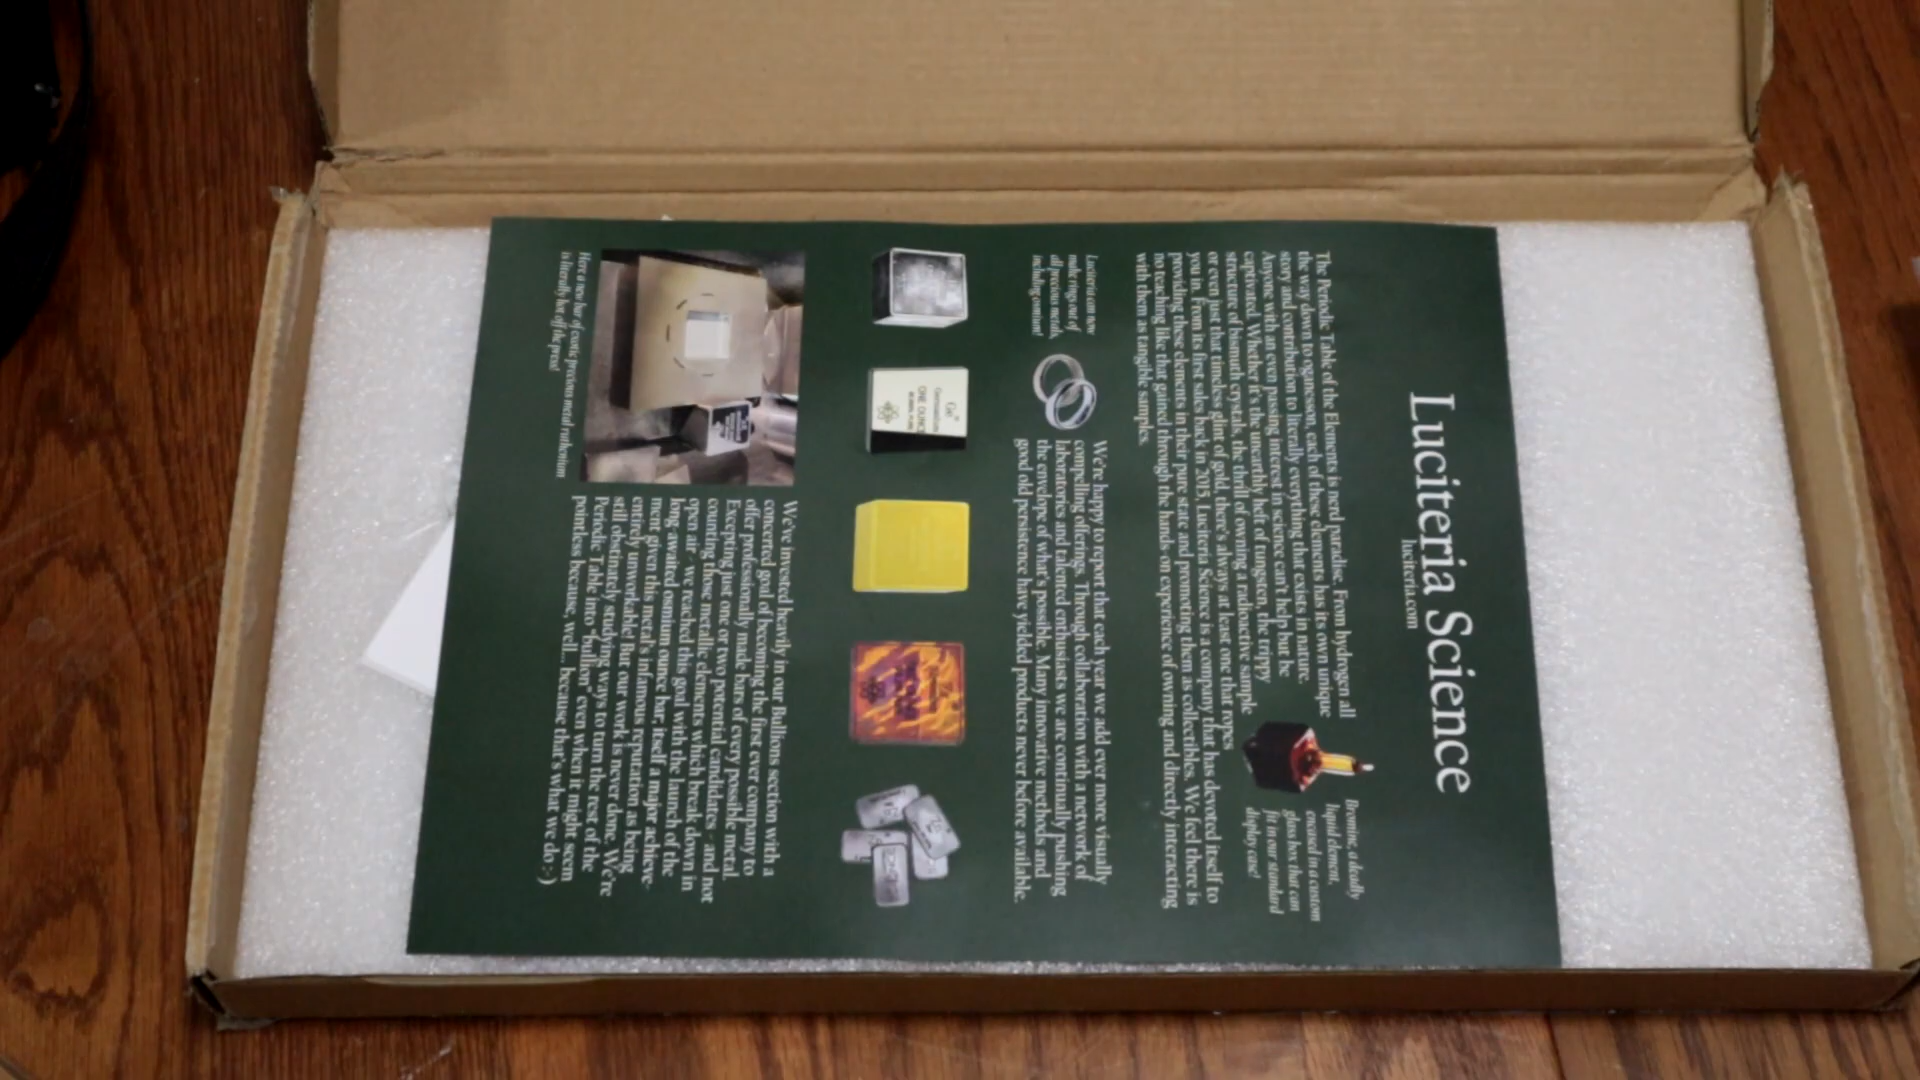 Luciteria Science
luciteria.com
The Periodic Table of the Elements is nerd paradise. From hydrogen all
the way down to oganesson, each of these elements has its own unique
story and contribution to literally everything that exists in nature.
Anyone with an even passing interest in science can't help but be
captivated. Whether it's the unearthly heft of tungsten, the trippy
structure of bismuth crystals, the thrill of owning a radioactive sample
or even just that timeless glint of gold, there's always at least one that ropes
you in. From its first sales back in 2015, Luciteria Science is a company that has devoted itself to
providing these elements in their pure state and promoting them as collectibles. We feel there is
no teaching like that gained through the hands-on experience of owning and directly interacting
with them as tangible samples.
Bromine, a deadly
liquid element,
encased in a custom
glass box that can
fit in our standard
display case!
Luciteria can now
make rings out of
all precious metals,
including osmium!
We're happy to report that each year we add ever more visually
compelling offerings. Through collaboration with a network of
laboratories and talented enthusiasts we are continually pushing
the envelope of what's possible. Many innovative methods and
good old persistence have yielded products never before available.
ONE OUNCE
We've invested heavily in our Bullions section with a
concerted goal of becoming the first ever company to
offer professionally made bars of every possible metal.
Excepting just one or two potential candidates - and not
counting those metallic elements which break down in
open air - we reached this goal with the launch of the
long-awaited osmium ounce bar; itself a major achieve-
ment given this metal's infamous reputation as being
entirely unworkable! But our work is never done. We're
still obstinately studying ways to turn the rest of the
Periodic Table into "bullion" even when it might seem
pointless because, well... because that's what we do :-)
Here a new bar of exotic precious metal ruthenium
is literally hot off the press!